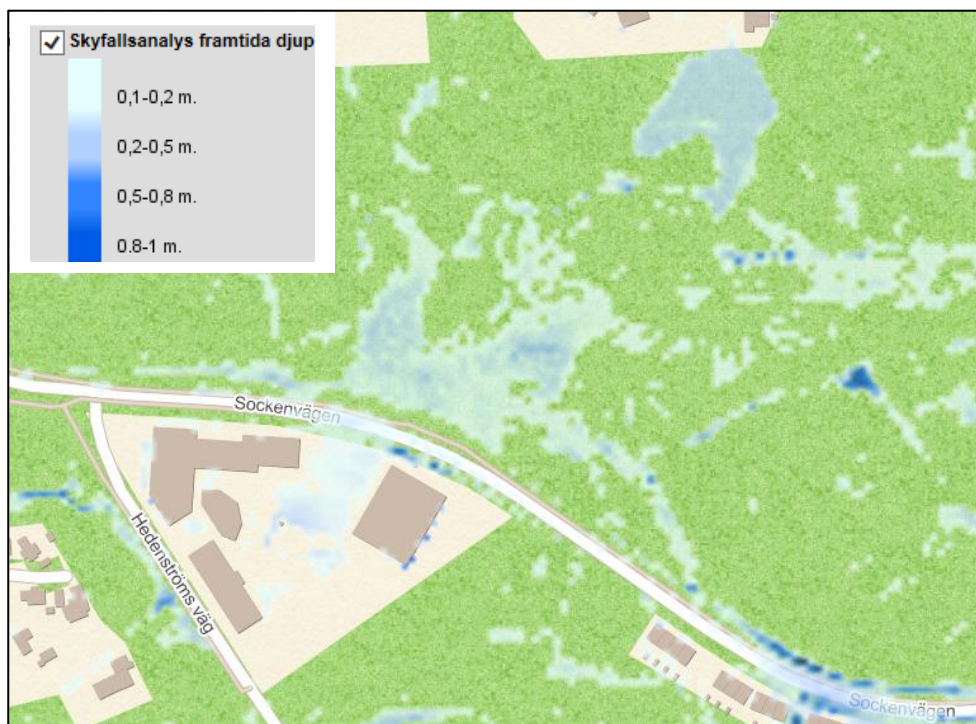 Skyfallsanalys framtida djup
0,1-0,2 m.
0,2-0,5 m.
0,5-0,8 m.
0.8-1 m.
Sockenvägen
Hedenströms väg
Sockenvägen